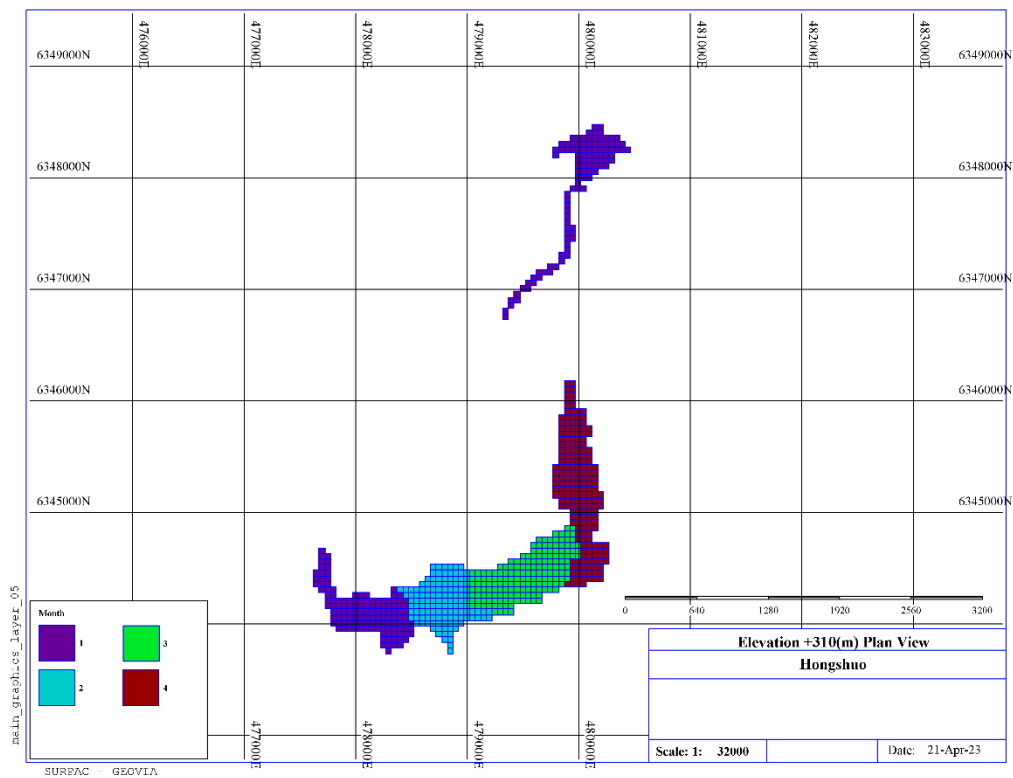 476000E
477000E
478000E
479000E
480000E
481000E
482000E
483000E
6349000N
6349000N
6348000N
6348000N
6347000N
6347000N
6346000N
6346000N
6345000N
6345000N
0 640 1280 1920 2560 3200
main_graphics_layer_05
Month
1
3
2
4
477000E
478000E
479000E
480000E
Elevation +310(m) Plan View
Hongshuo
Scale: 1: 32000
Date: 21-Apr-23
SURPAC - GEOVIA